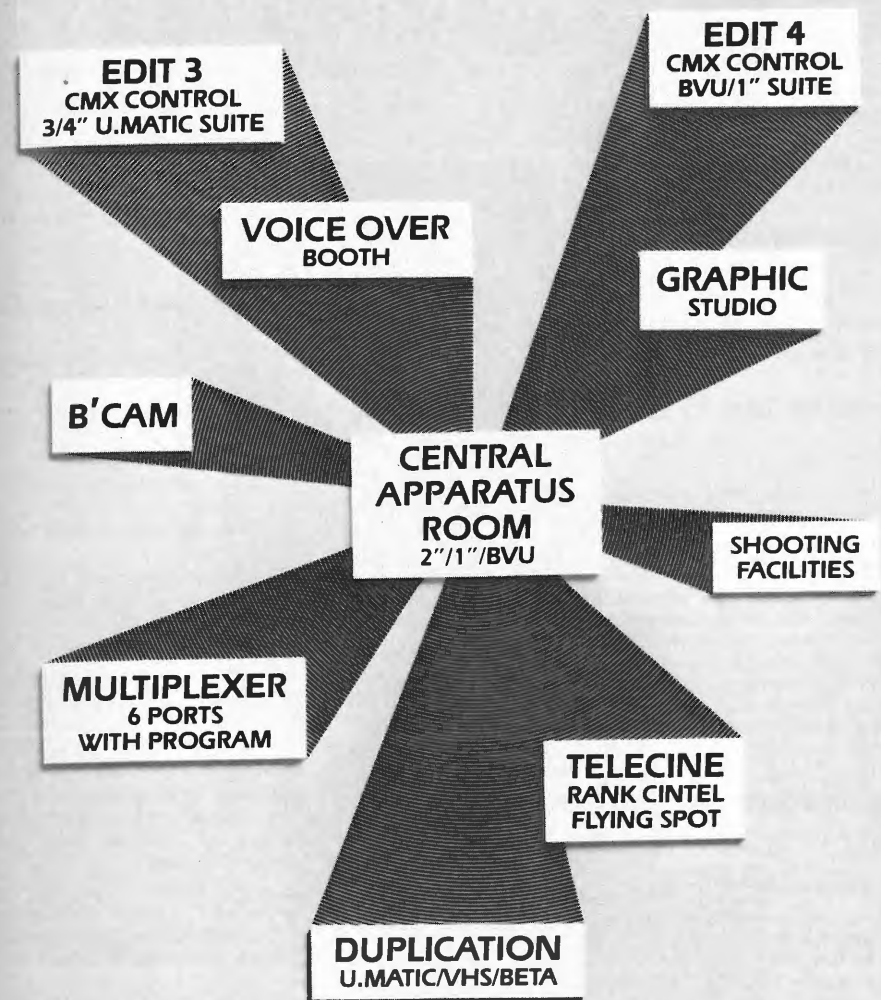 EDIT 3
CMX CONTROL
3/4" U.MATIC SUITE
EDIT 4
CMX CONTROL
BVU/1" SUITE
VOICE OVER
BOOTH
GRAPHIC
STUDIO
B'CAM
CENTRAL
APPARATUS
ROOM
2"/1"/BVU
SHOOTING
FACILITIES
MULTIPLEXER
6 PORTS
WITH PROGRAM
TELECINE
RANK CINTEL
FLYING SPOT
DUPLICATION
U.MATIC/VHS/BETA